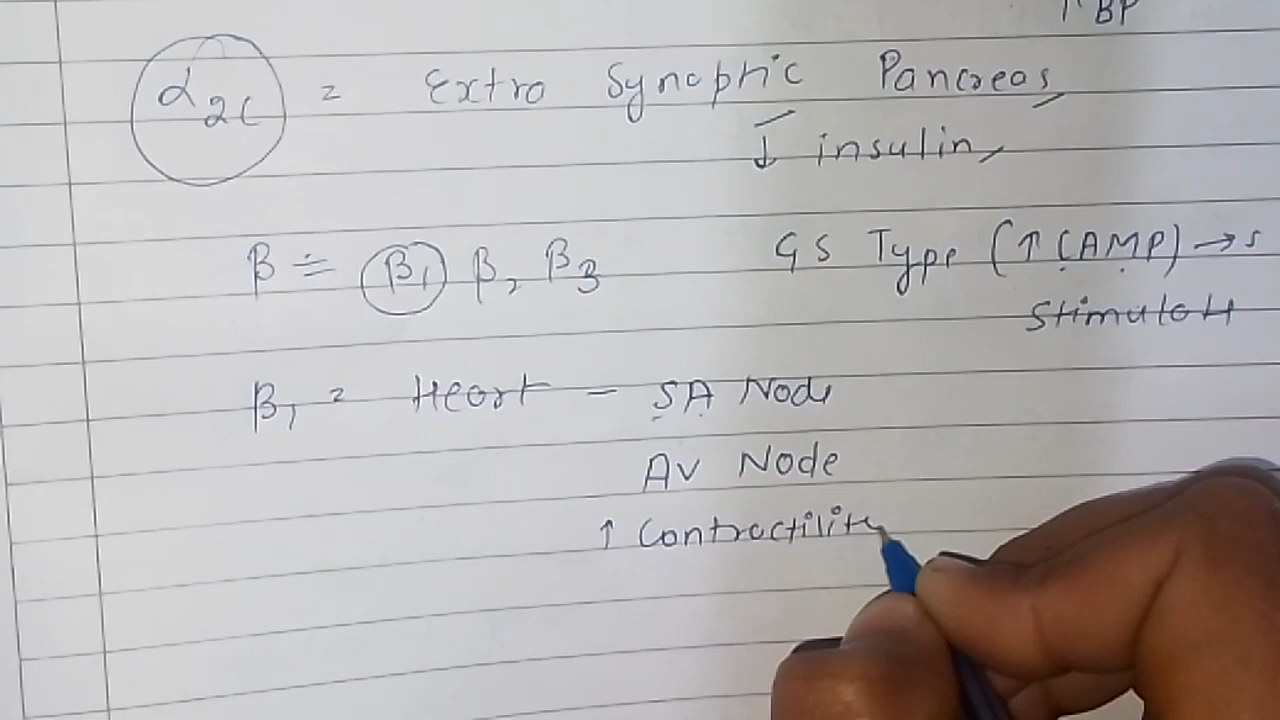 ↑ BP
α2C = Extra Synaptic Pancreas,
↓ insulin,
β = β1 β2 β3 GS Type (↑ CAMP) → s
Stimulat
β1 = Heart – SA Node
AV Node
↑ Contractility